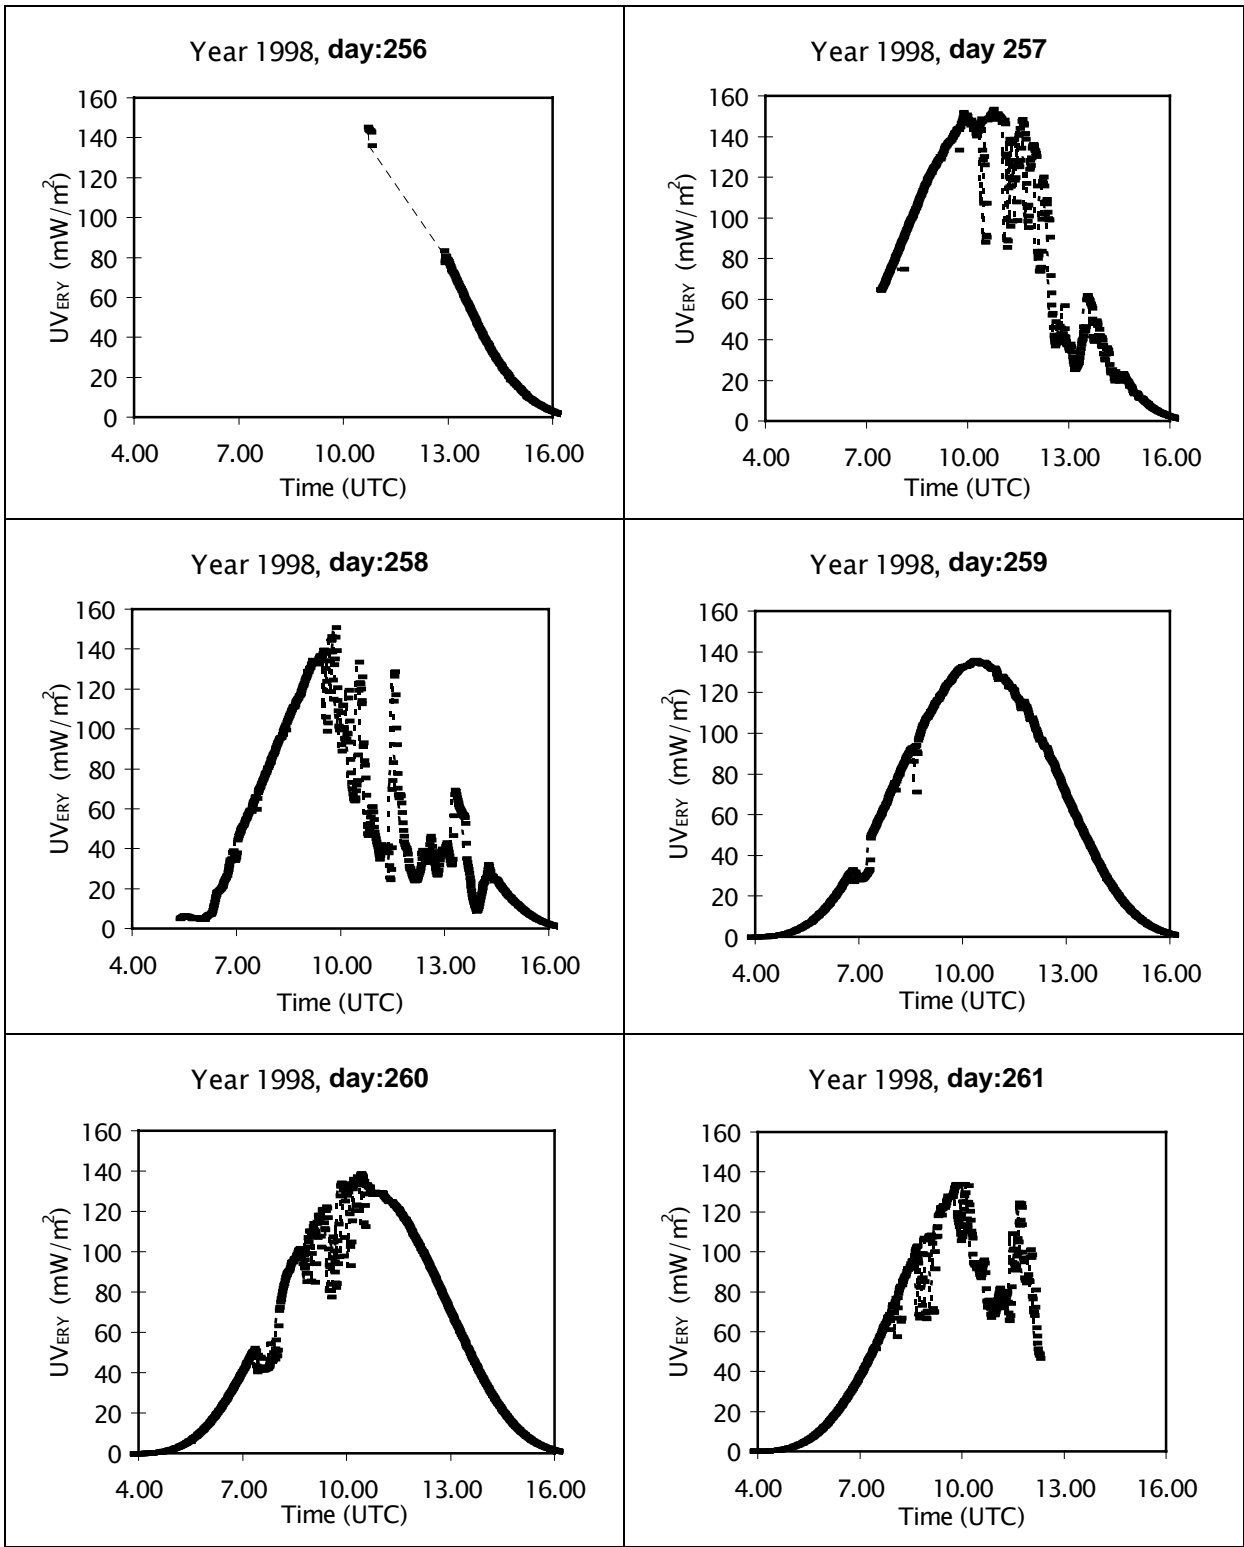 Year 1998, day:256
160
140
120
100
80
60
40
20
0
UVERY (mW/m²)
4.00 7.00 10.00 13.00 16.00
Time (UTC)
Year 1998, day 257
160
140
120
100
80
60
40
20
0
UVERY (mW/m²)
4.00 7.00 10.00 13.00 16.00
Time (UTC)
Year 1998, day:258
160
140
120
100
80
60
40
20
0
UVERY (mW/m²)
4.00 7.00 10.00 13.00 16.00
Time (UTC)
Year 1998, day:259
160
140
120
100
80
60
40
20
0
UVERY (mW/m²)
4.00 7.00 10.00 13.00 16.00
Time (UTC)
Year 1998, day:260
160
140
120
100
80
60
40
20
0
UVERY (mW/m²)
4.00 7.00 10.00 13.00 16.00
Time (UTC)
Year 1998, day:261
160
140
120
100
80
60
40
20
0
UVERY (mW/m²)
4.00 7.00 10.00 13.00 16.00
Time (UTC)